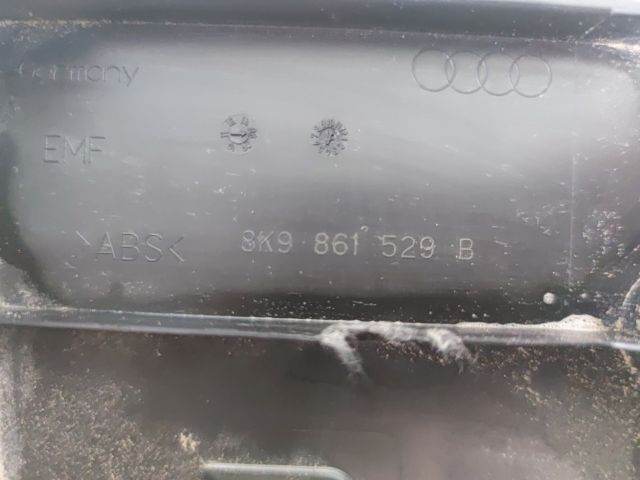 Germany
EMF
>ABS<
8K9 861 529 B